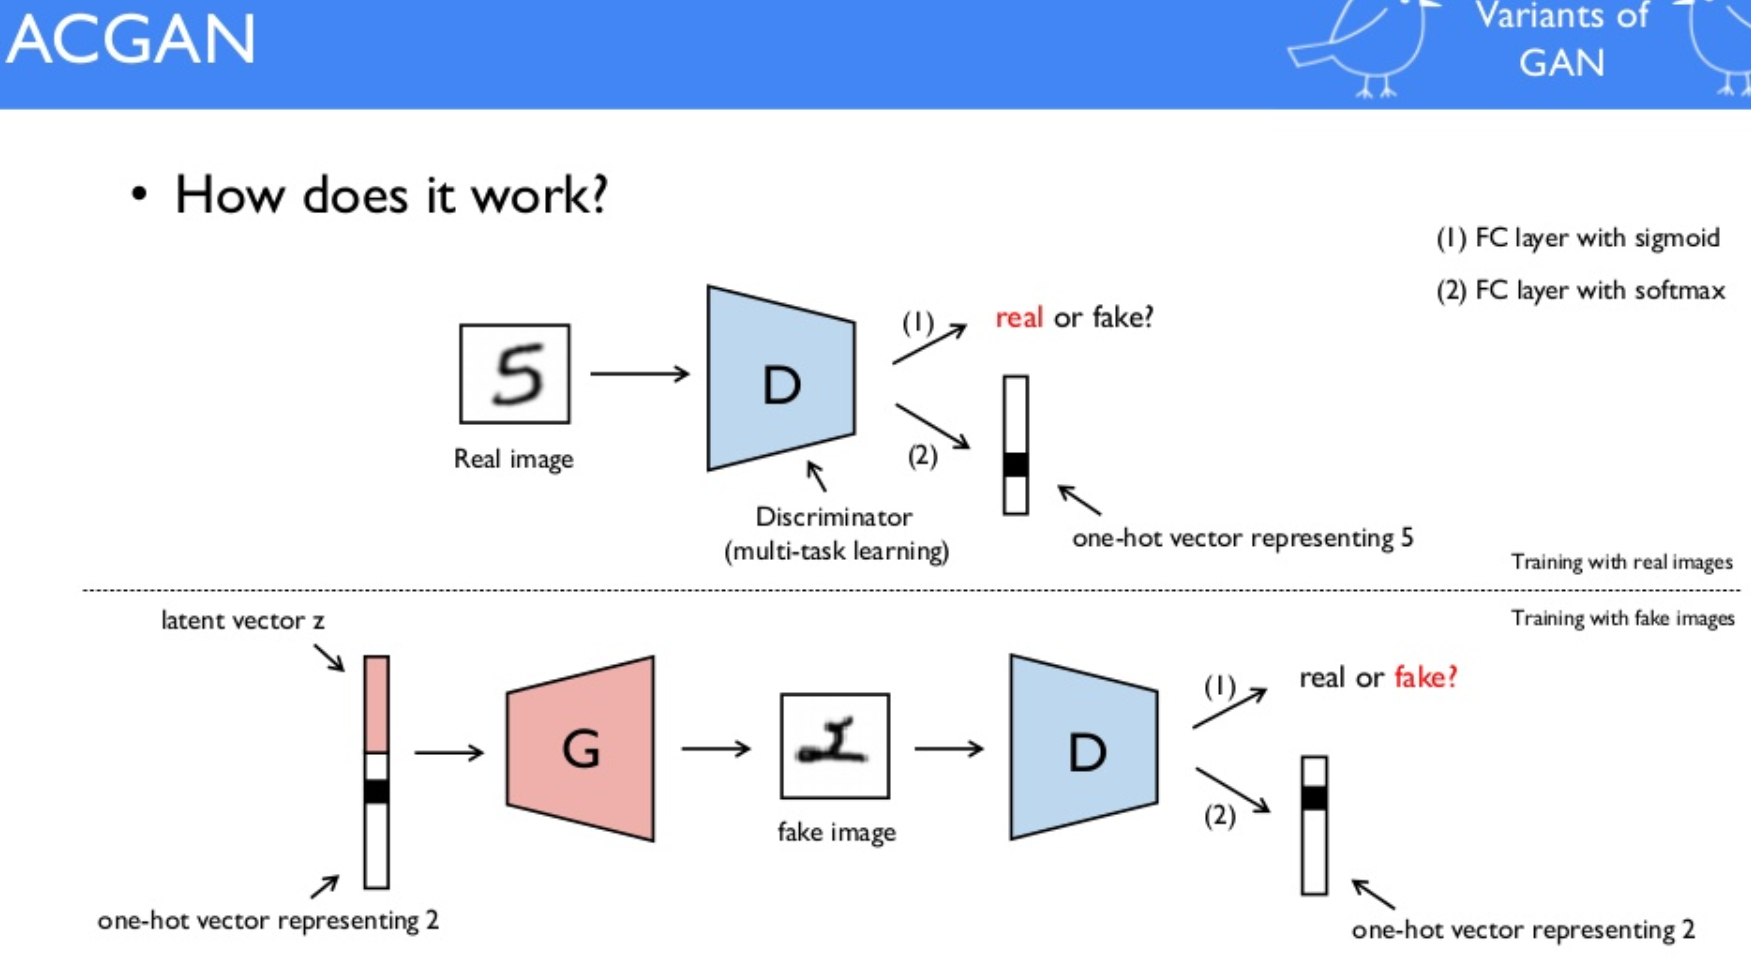 ACGAN
Variants of
GAN
• How does it work?
(1) FC layer with sigmoid
(2) FC layer with softmax
(1)
real or fake?
5
D
Real image
(2)
Discriminator
(multi-task learning)
one-hot vector representing 5
Training with real images
Training with fake images
latent vector z
(1)
real or fake?
G
D
fake image
(2)
one-hot vector representing 2
one-hot vector representing 2